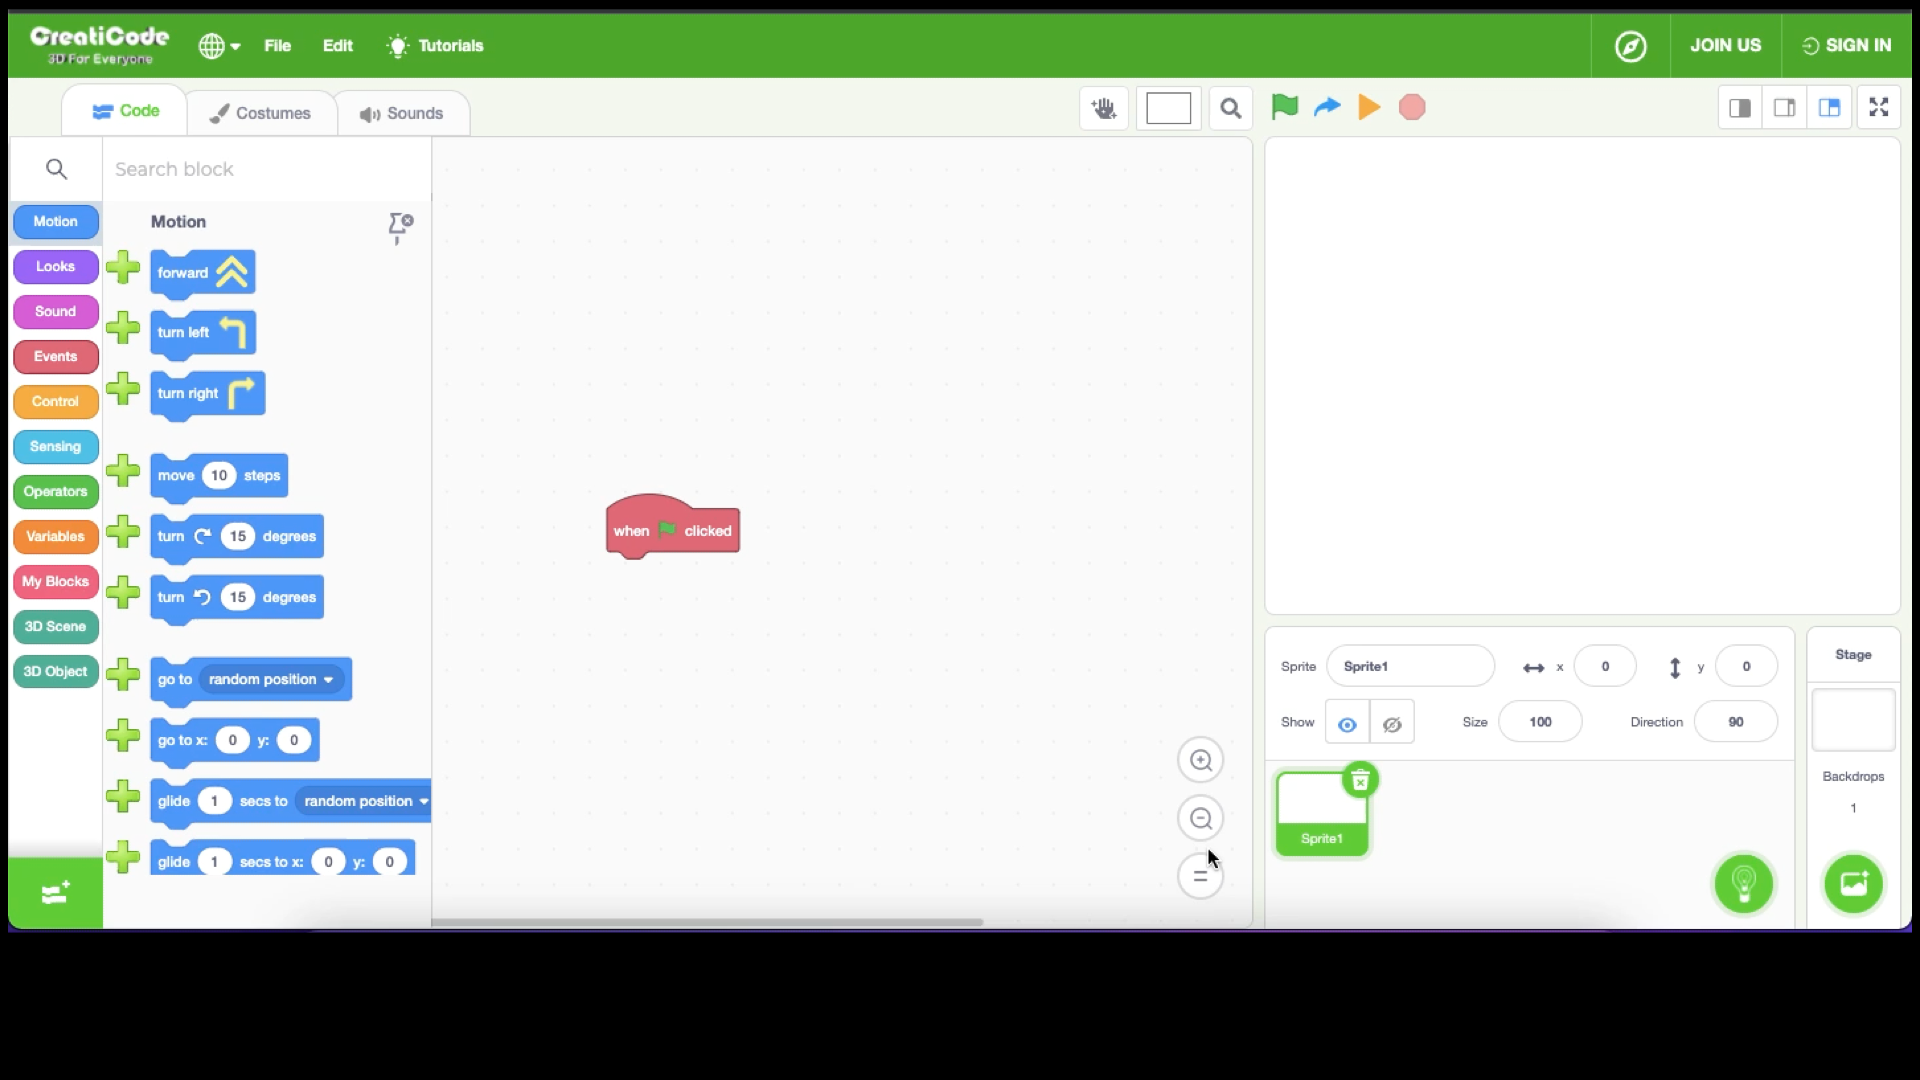 CreatiCode
3D For Everyone
File
Edit
Tutorials
JOIN US
SIGN IN
Code
Costumes
Sounds
Search block
Motion
Looks
Sound
Events
Control
Sensing
Operators
Variables
My Blocks
3D Scene
3D Object
Motion
forward
turn left
turn right
move 10 steps
turn 15 degrees
turn 15 degrees
go to random position
go to x: 0 y: 0
glide 1 secs to random position
glide 1 secs to x: 0 y: 0
when clicked
Sprite Sprite1 x 0 y 0
Show Size 100 Direction 90
Sprite1
Stage
Backdrops
1